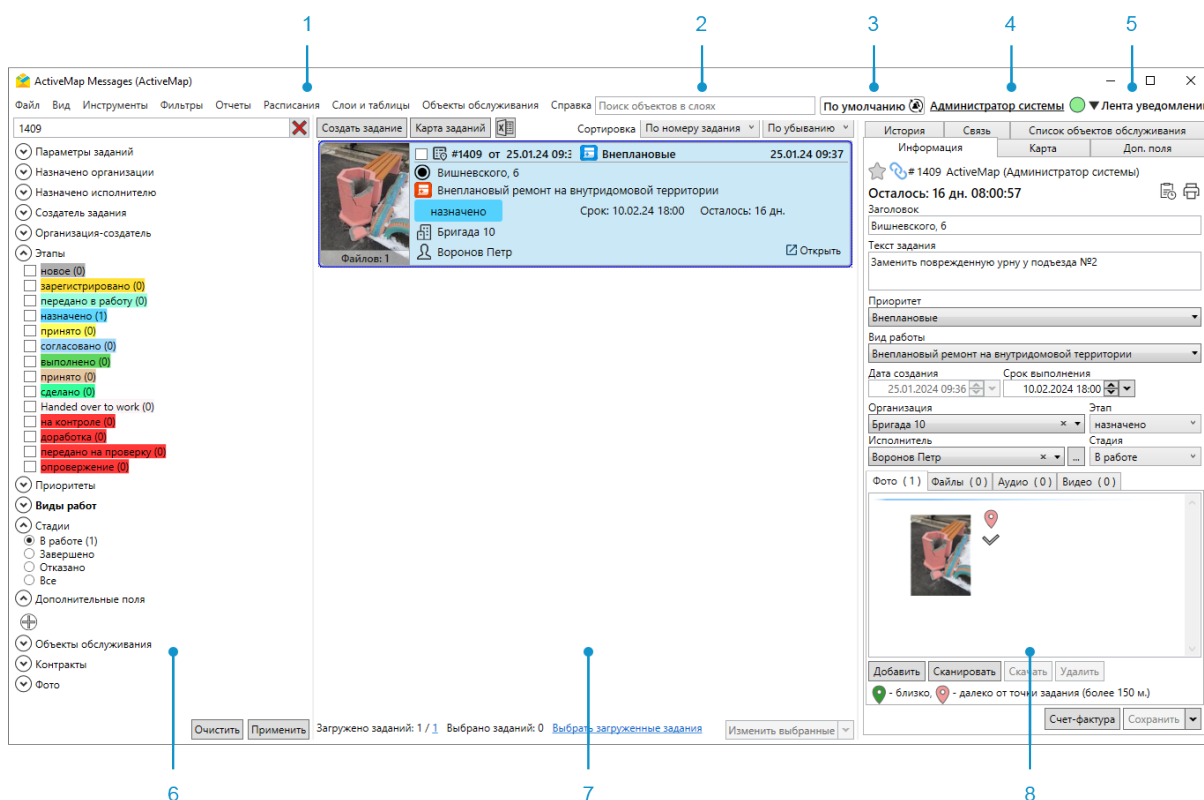 1 2 3 4 5
ActiveMap Messages (ActiveMap)
Файл Вид Инструменты Фильтры Отчеты Расписания Слои и таблицы Объекты обслуживания Справка Поиск объектов в слоях По умолчанию Администратор системы Лента уведомлени
1409
Параметры заданий
Назначено организации
Назначено исполнителю
Создатель задания
Организация-создатель
Этапы
новое (0)
зарегистрировано (0)
передано в работу (0)
назначено (1)
принято (0)
согласовано (0)
выполнено (0)
принято (0)
сделано (0)
Handed over to work (0)
на контроле (0)
доработка (0)
передано на проверку (0)
опровержение (0)
Приоритеты
Виды работ
Стадии
В работе (1)
Завершено
Отказано
Все
Дополнительные поля
Объекты обслуживания
Контракты
Фото
Очистить Применить
Создать задание Карта заданий Сортировка По номеру задания По убыванию
#1409 от 25.01.24 09:3 Внеплановые 25.01.24 09:37
Вишневского, 6
Внеплановый ремонт на внутридомовой территории
назначено Срок: 10.02.24 18:00 Осталось: 16 дн.
Бригада 10
Воронов Петр Открыть
Файлов: 1
Загружено заданий: 1 / 1 Выбрано заданий: 0 Выбрать загруженные задания Изменить выбранные
История Связь Список объектов обслуживания
Информация Карта Доп. поля
# 1409 ActiveMap (Администратор системы)
Осталось: 16 дн. 08:00:57
Заголовок
Вишневского, 6
Текст задания
Заменить поврежденную урну у подъезда №2
Приоритет
Внеплановые
Вид работы
Внеплановый ремонт на внутридомовой территории
Дата создания Срок выполнения
25.01.2024 09:36 10.02.2024 18:00
Организация Этап
Бригада 10 назначено
Исполнитель Стадия
Воронов Петр ... В работе
Фото (1) Файлы (0) Аудио (0) Видео (0)
Добавить Сканировать Скачать Удалить
- близко, - далеко от точки задания (более 150 м.)
Счет-фактура Сохранить
6 7 8